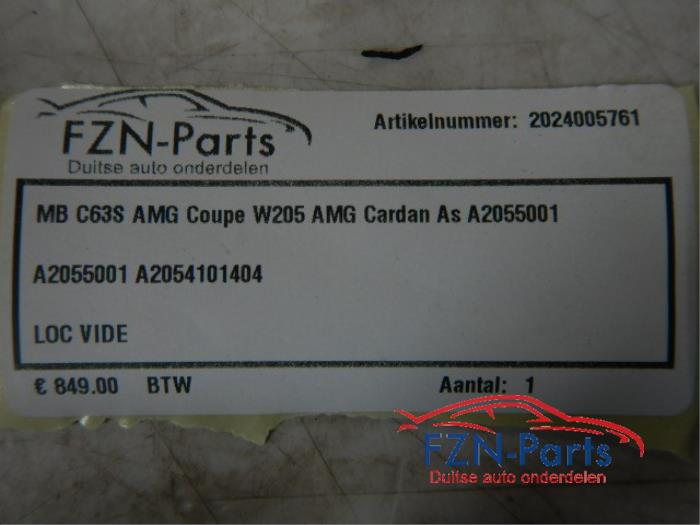 FZN-Parts
Duitse auto onderdelen
Artikelnummer: 2024005761
MB C63S AMG Coupe W205 AMG Cardan As A2055001
A2055001 A2054101404
LOC VIDE
€ 849.00 BTW Aantal: 1
FZN-Parts
Duitse auto onderdelen